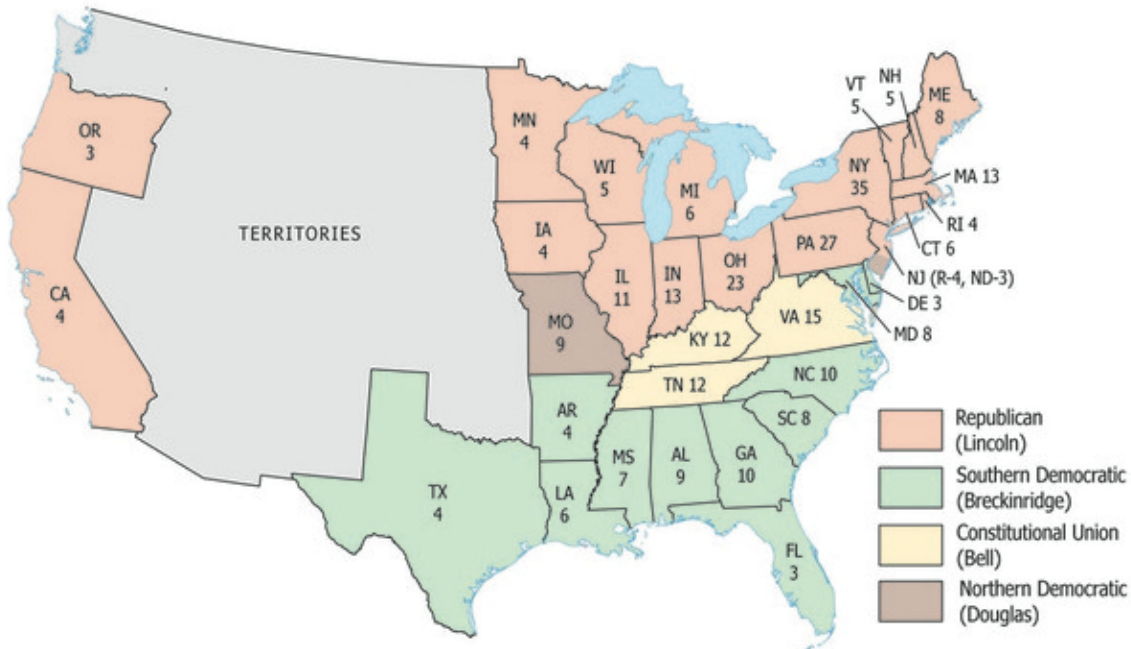 VT
5
NH
5
ME
8
OR
3
MN
4
WI
5
MI
6
NY
35
MA 13
RI 4
CT 6
TERRITORIES
IA
4
PA 27
NJ (R-4, ND-3)
CA
4
IL
11
IN
13
OH
23
DE 3
MD 8
MO
9
KY 12
VA 15
TN 12
NC 10
AR
4
SC 8
MS
7
AL
9
GA
10
TX
4
LA
6
FL
3
Republican
(Lincoln)
Southern Democratic
(Breckinridge)
Constitutional Union
(Bell)
Northern Democratic
(Douglas)